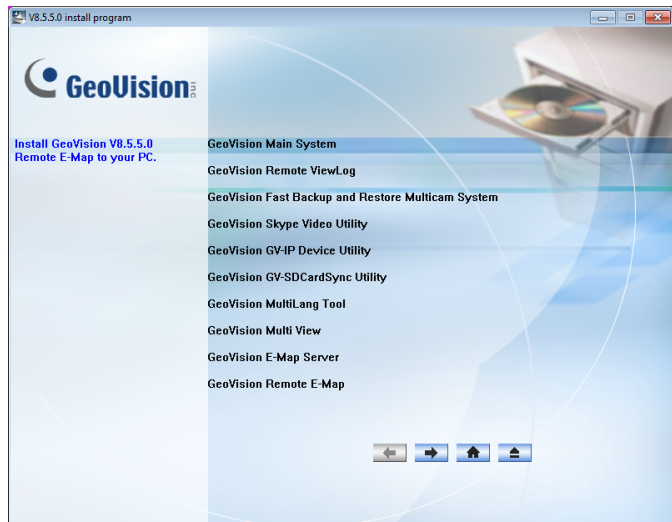 V8.5.5.0 install program
GeoVision inc
Install GeoVision V8.5.5.0
Remote E-Map to your PC.
GeoVision Main System
GeoVision Remote ViewLog
GeoVision Fast Backup and Restore Multicam System
GeoVision Skype Video Utility
GeoVision GV-IP Device Utility
GeoVision GV-SDCardSync Utility
GeoVision MultiLang Tool
GeoVision Multi View
GeoVision E-Map Server
GeoVision Remote E-Map